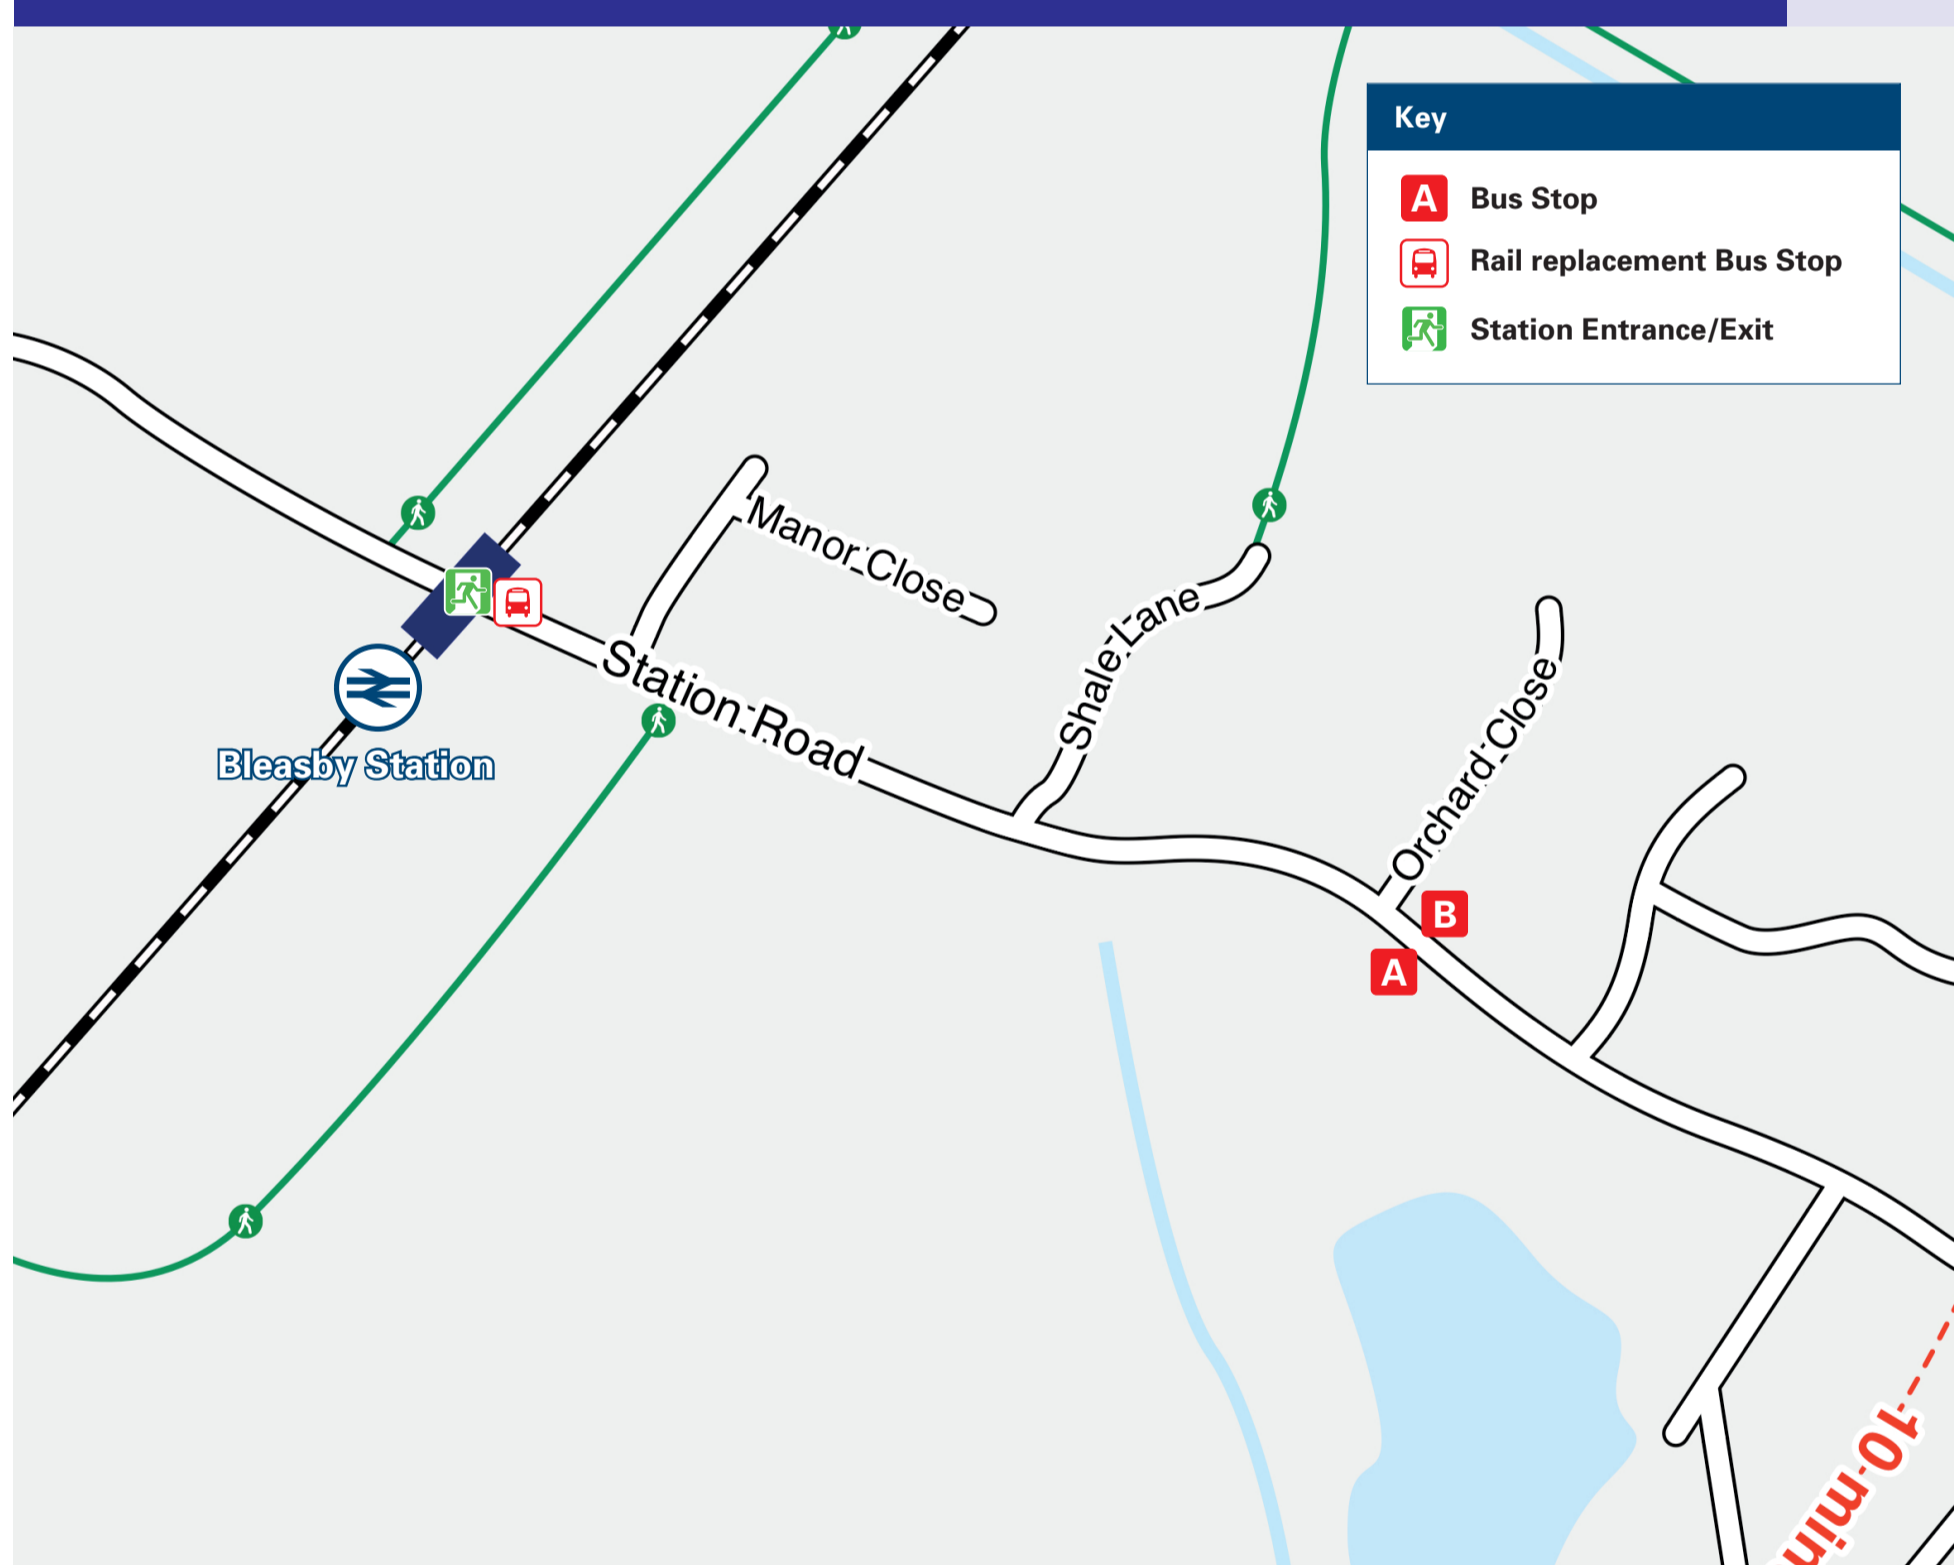 Key
A Bus Stop
Rail replacement Bus Stop
Station Entrance/Exit
Manor Close
Shale Lane
Station Road
Orchard Close
Bleasby Station
B
A
10 min